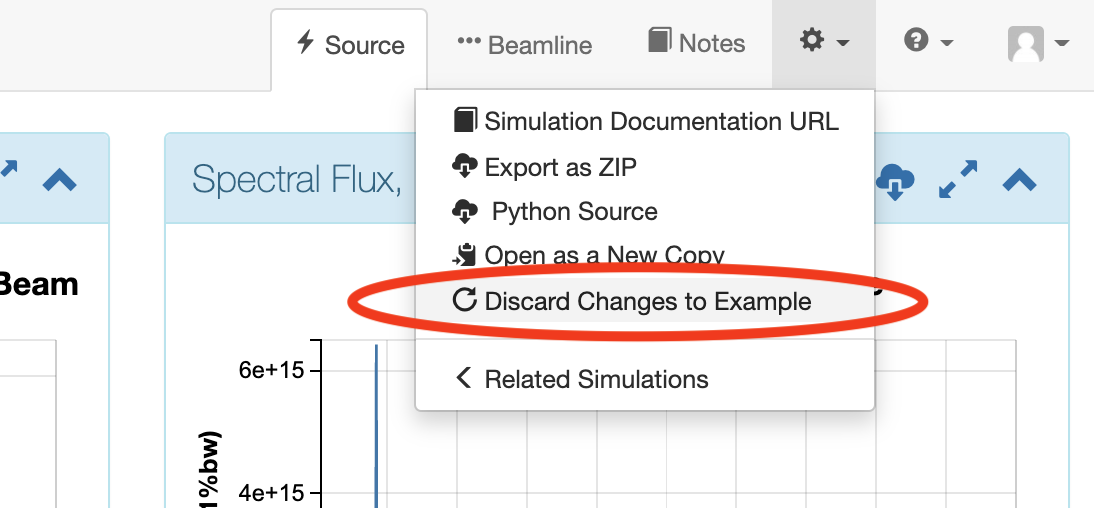 Source
Beamline
Notes
Simulation Documentation URL
Export as ZIP
Python Source
Open as a New Copy
Discard Changes to Example
Related Simulations
Spectral Flux,
Beam
6e+15
4e+15
1%bw)